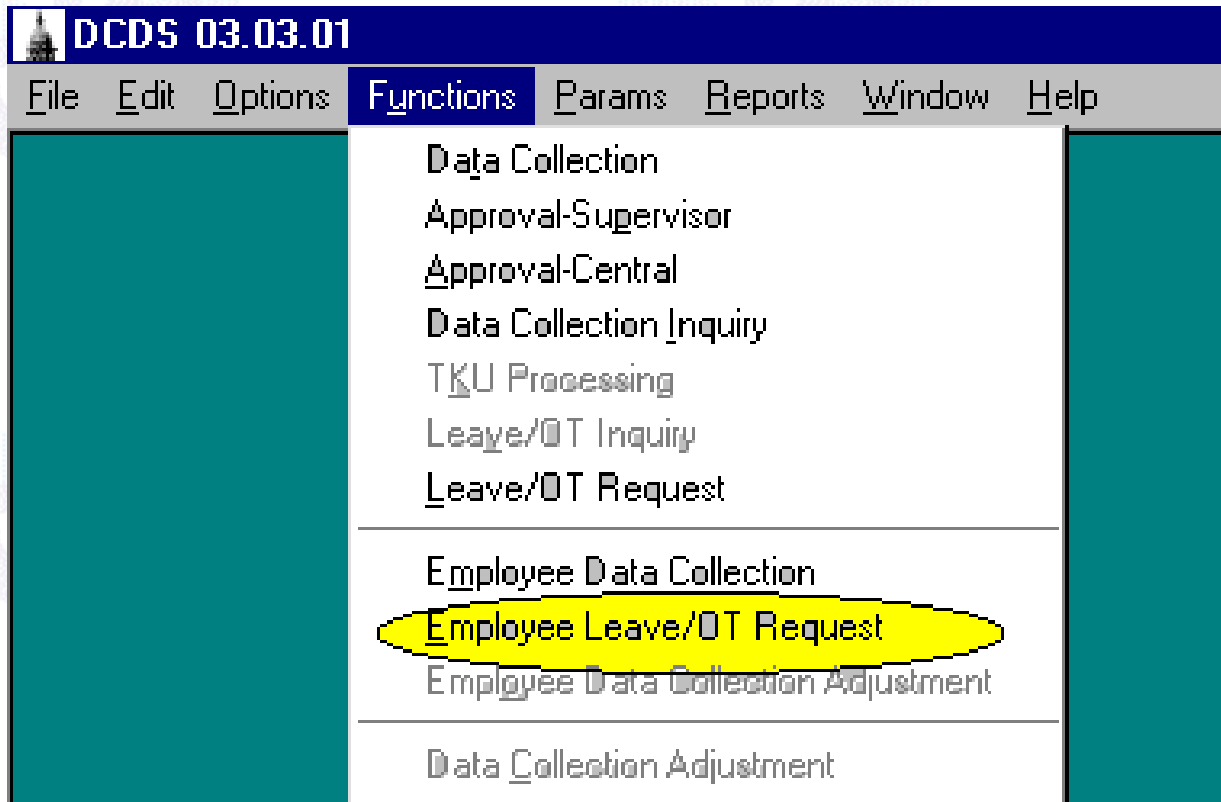 DCDS 03.03.01
File Edit Options Functions Params Reports Window Help
Data Collection
Approval-Supervisor
Approval-Central
Data Collection Inquiry
TKU Processing
Leave/OT Inquiry
Leave/OT Request
Employee Data Collection
Employee Leave/OT Request
Employee Data Collection Adjustment
Data Collection Adjustment